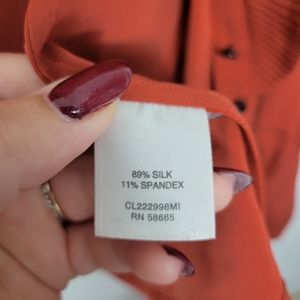 89% SILK
11% SPANDEX
CL222998MI
RN 58665